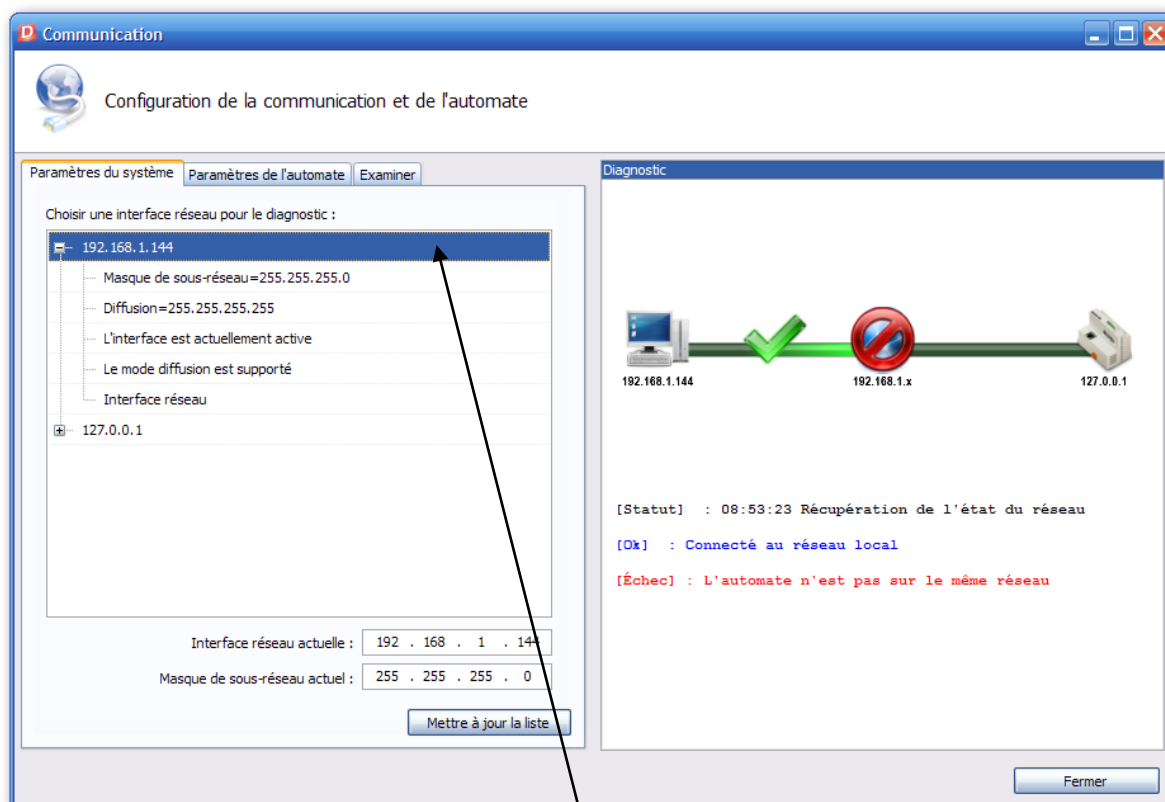 Communication
Configuration de la communication et de l'automate
Paramètres du système
Paramètres de l'automate
Examiner
Choisir une interface réseau pour le diagnostic :
192.168.1.144
Masque de sous-réseau=255.255.255.0
Diffusion=255.255.255.255
L'interface est actuellement active
Le mode diffusion est supporté
Interface réseau
127.0.0.1
Interface réseau actuelle : 192 . 168 . 1 . 144
Masque de sous-réseau actuel : 255 . 255 . 255 . 0
Mettre à jour la liste
Diagnostic
192.168.1.144
192.168.1.x
127.0.0.1
[Statut] : 08:53:23 Récupération de l'état du réseau
[Ok] : Connecté au réseau local
[Échec] : L'automate n'est pas sur le même réseau
Fermer